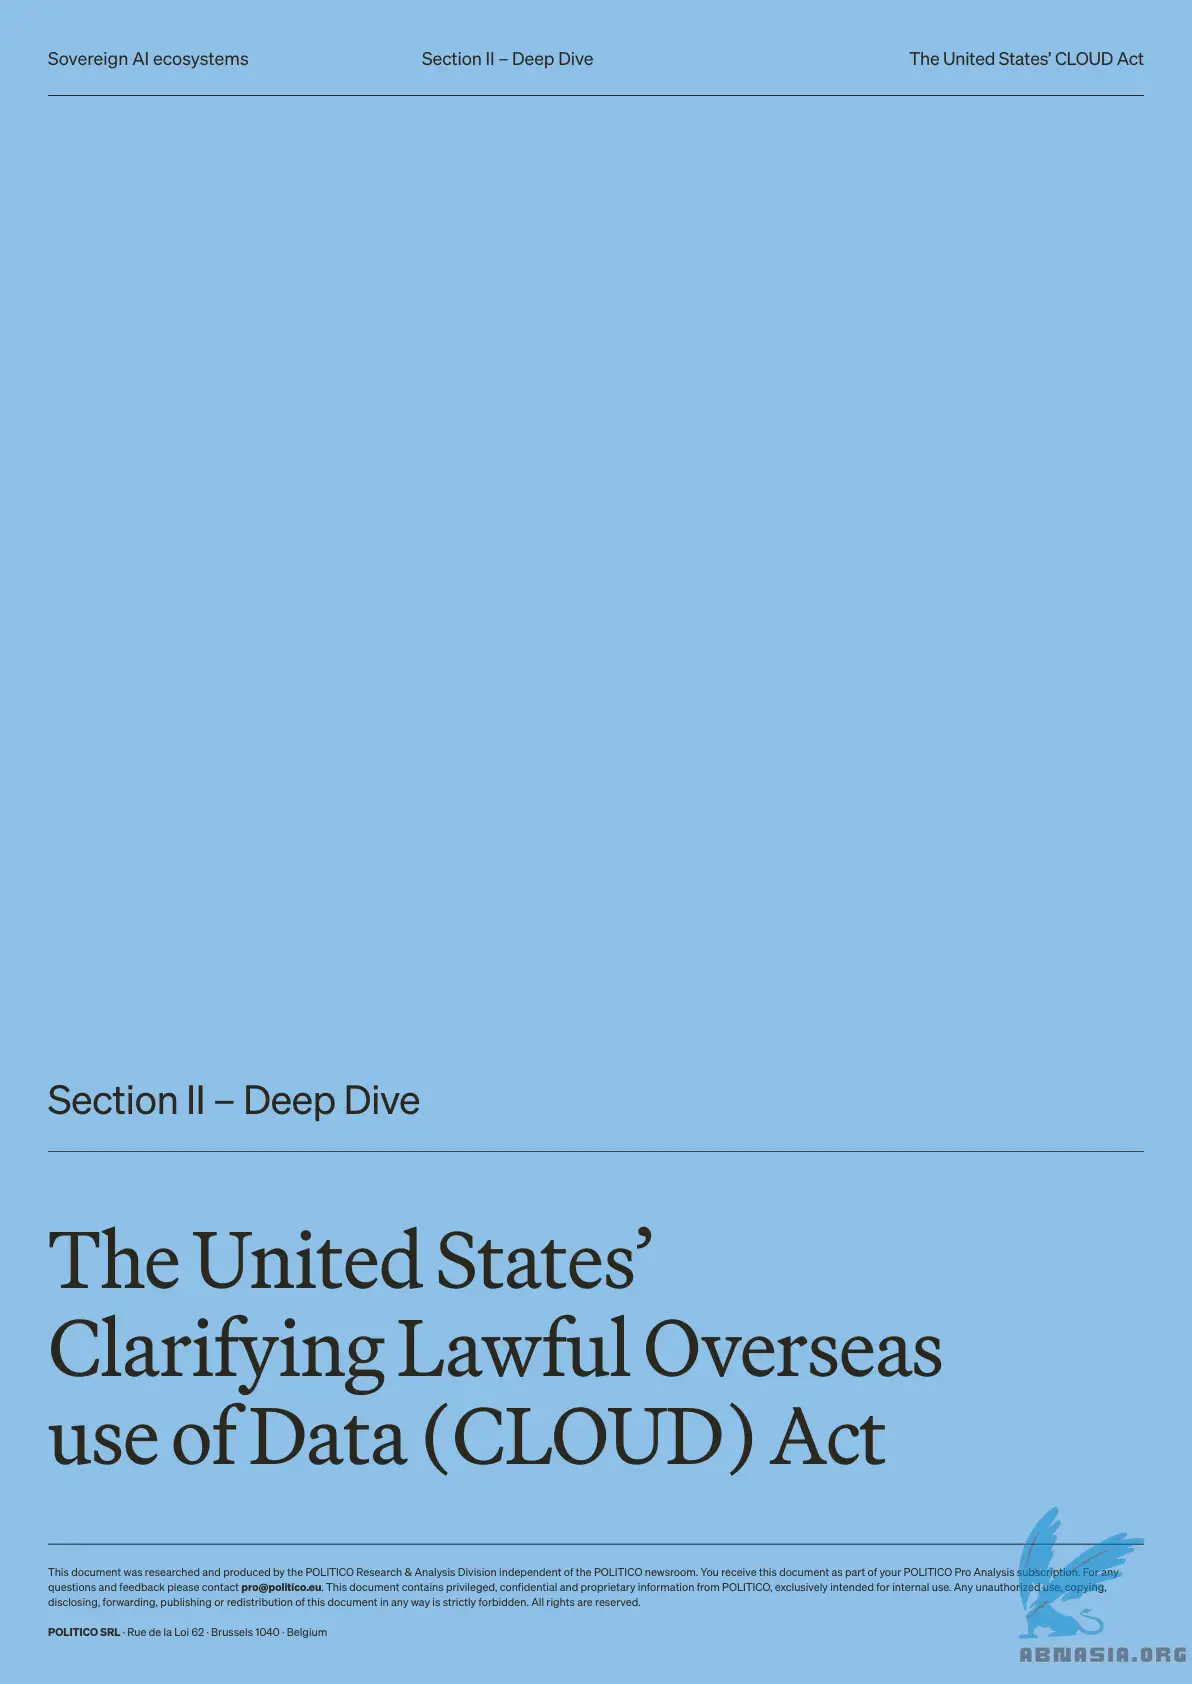 Sovereign AI ecosystems
Section II – Deep Dive
The United States’ CLOUD Act
Section II – Deep Dive
The United States’
Clarifying Lawful Overseas
use of Data (CLOUD) Act
This document was researched and produced by the POLITICO Research & Analysis Division independent of the POLITICO newsroom. You receive this document as part of your POLITICO Pro Analysis subscription. For any
questions and feedback please contact pro@politico.eu. This document contains privileged, confidential and proprietary information from POLITICO, exclusively intended for internal use. Any unauthorized use, copying,
disclosing, forwarding, publishing or redistribution of this document in any way is strictly forbidden. All rights are reserved.
POLITICO SRL · Rue de la Loi 62 · Brussels 1040 · Belgium
ABNASIA.ORG